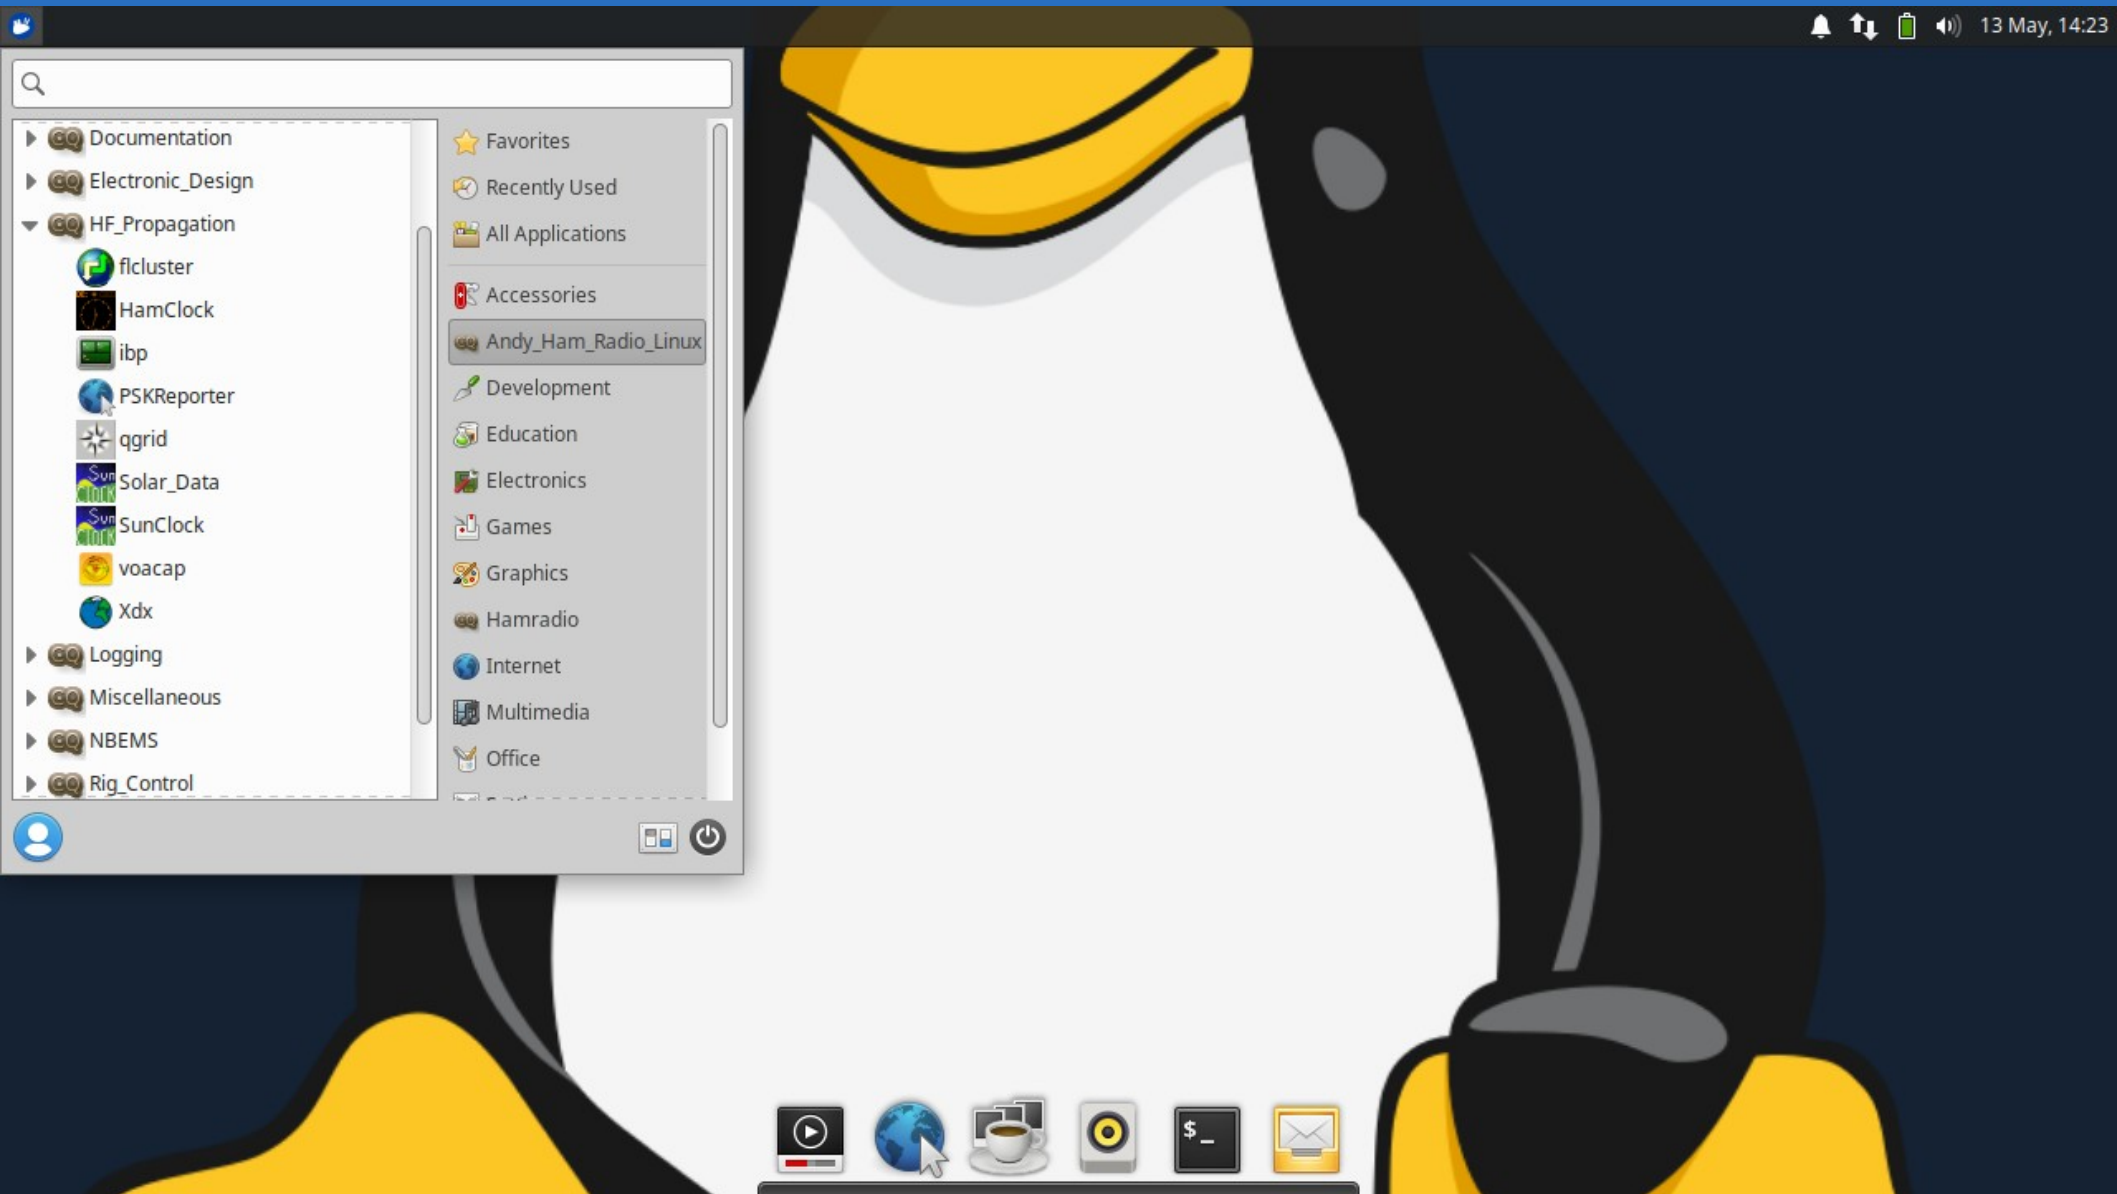 13 May, 14:23
Documentation
Electronic_Design
HF_Propagation
flcluster
HamClock
ibp
PSKReporter
qgrid
Solar_Data
SunClock
voacap
Xdx
Logging
Miscellaneous
NBEMS
Rig_Control
Favorites
Recently Used
All Applications
Accessories
Andy_Ham_Radio_Linux
Development
Education
Electronics
Games
Graphics
Hamradio
Internet
Multimedia
Office
$_